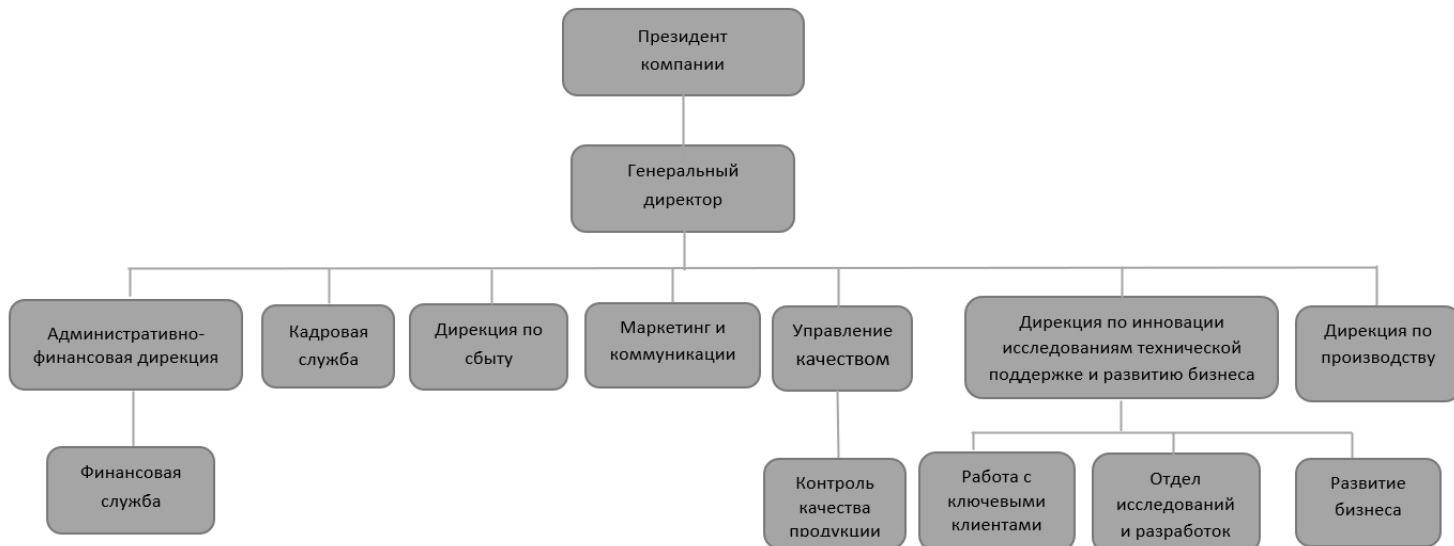 Президент
компании
Генеральный
директор
Административно-
финансовая дирекция
Кадровая
служба
Дирекция по
сбыту
Маркетинг и
коммуникации
Управление
качеством
Дирекция по инновации
исследованиям технической
поддержке и развитию бизнеса
Дирекция по
производству
Финансовая
служба
Контроль
качества
продукции
Работа с
ключевыми
клиентами
Отдел
исследований
и разработок
Развитие
бизнеса